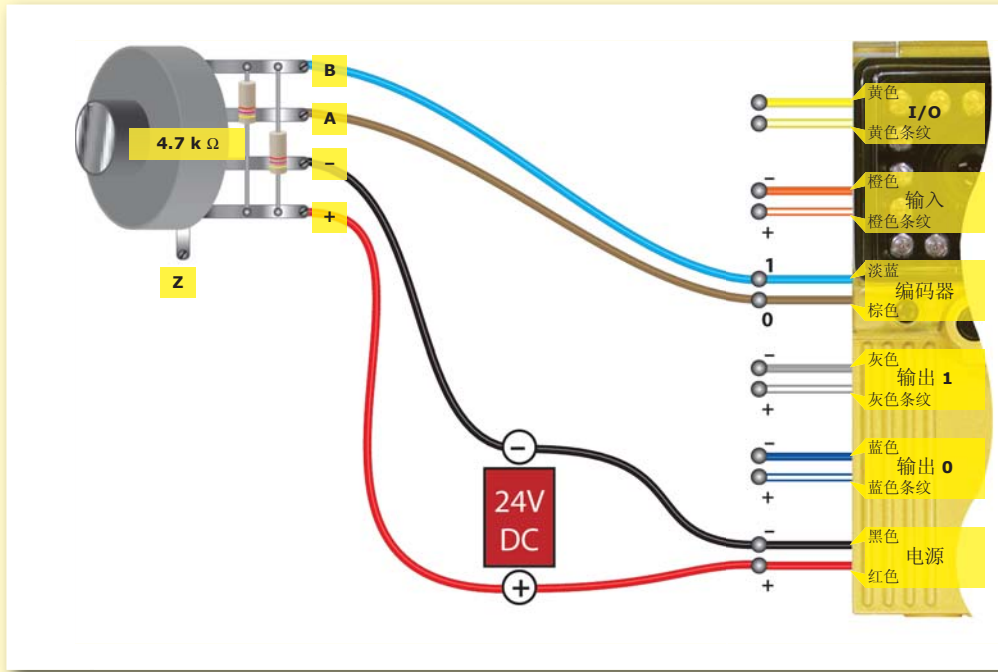 B
A
4.7 k Ω
–
+
Z
黄色
I/O
黄色条纹
–
橙色
输入
橙色条纹
+
1
淡蓝
编码器
棕色
0
–
灰色
输出 1
灰色条纹
+
–
蓝色
输出 0
蓝色条纹
+
–
24V
DC
+
–
黑色
电源
红色
+